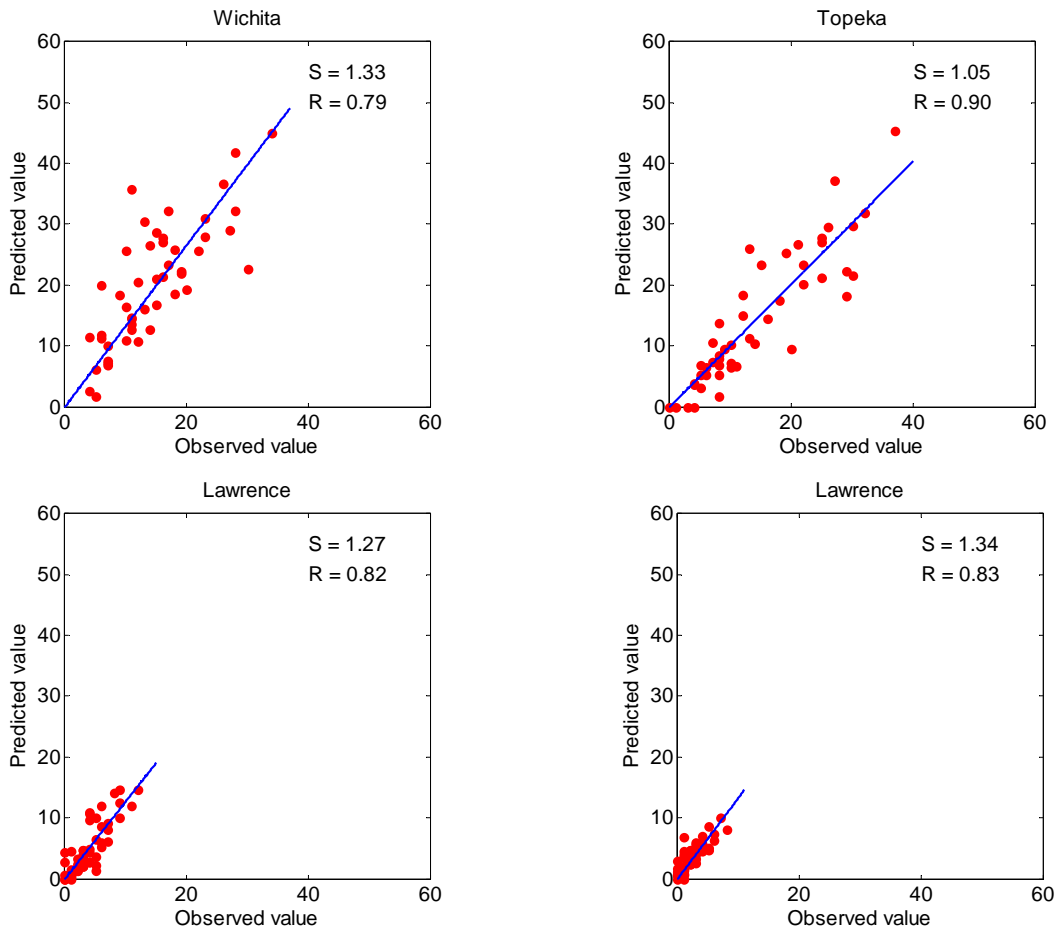 Wichita
60
50
40
30
20
10
0
Predicted value
S = 1.33
R = 0.79
0
20
40
60
Observed value
Topeka
60
50
40
30
20
10
0
Predicted value
S = 1.05
R = 0.90
0
20
40
60
Observed value
Lawrence
60
50
40
30
20
10
0
Predicted value
S = 1.27
R = 0.82
0
20
40
60
Observed value
Lawrence
60
50
40
30
20
10
0
Predicted value
S = 1.34
R = 0.83
0
20
40
60
Observed value